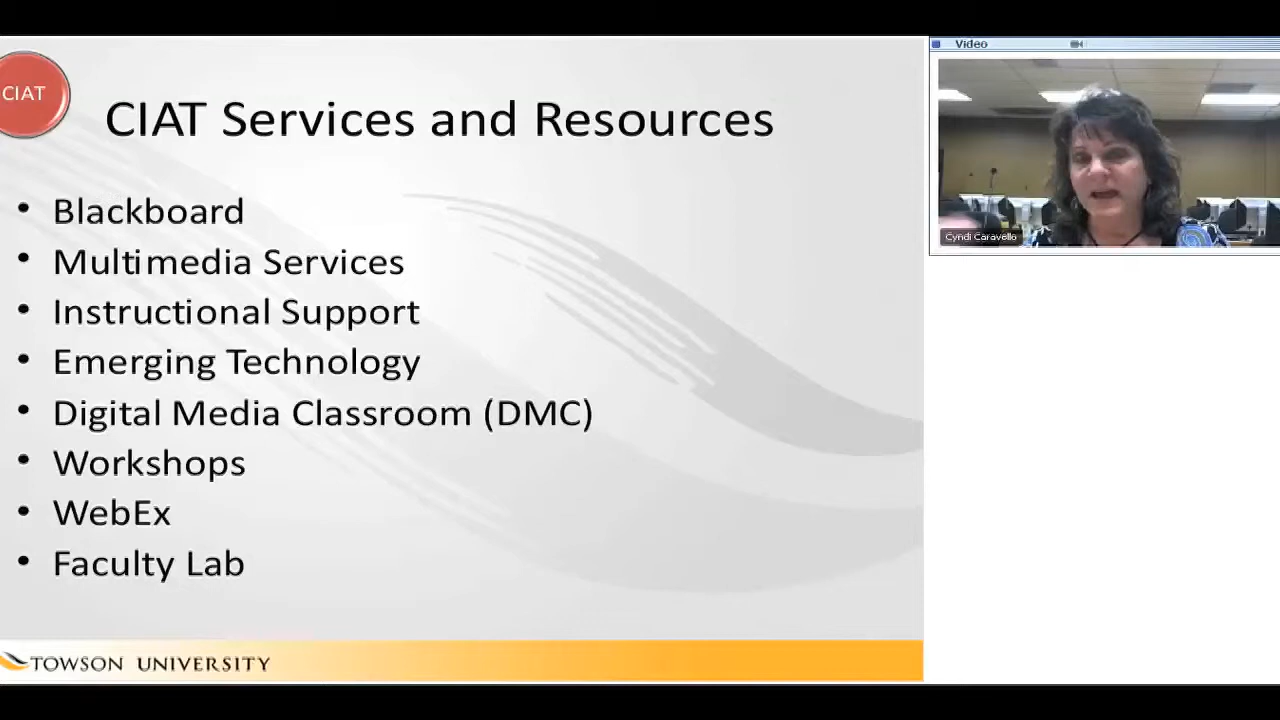 CIAT
CIAT Services and Resources
• Blackboard
• Multimedia Services
• Instructional Support
• Emerging Technology
• Digital Media Classroom (DMC)
• Workshops
• WebEx
• Faculty Lab
TOWSON UNIVERSITY
Video
Cyndi Caravello